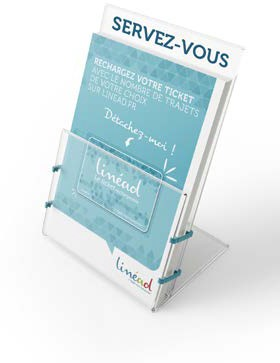 SERVEZ-VOUS
RECHARGEZ VOTRE TICKET
AVEC LE NOMBRE DE TRAJETS
DE VOTRE CHOIX
SUR LINEAD.FR
Détachez-moi !
linéad
linéad